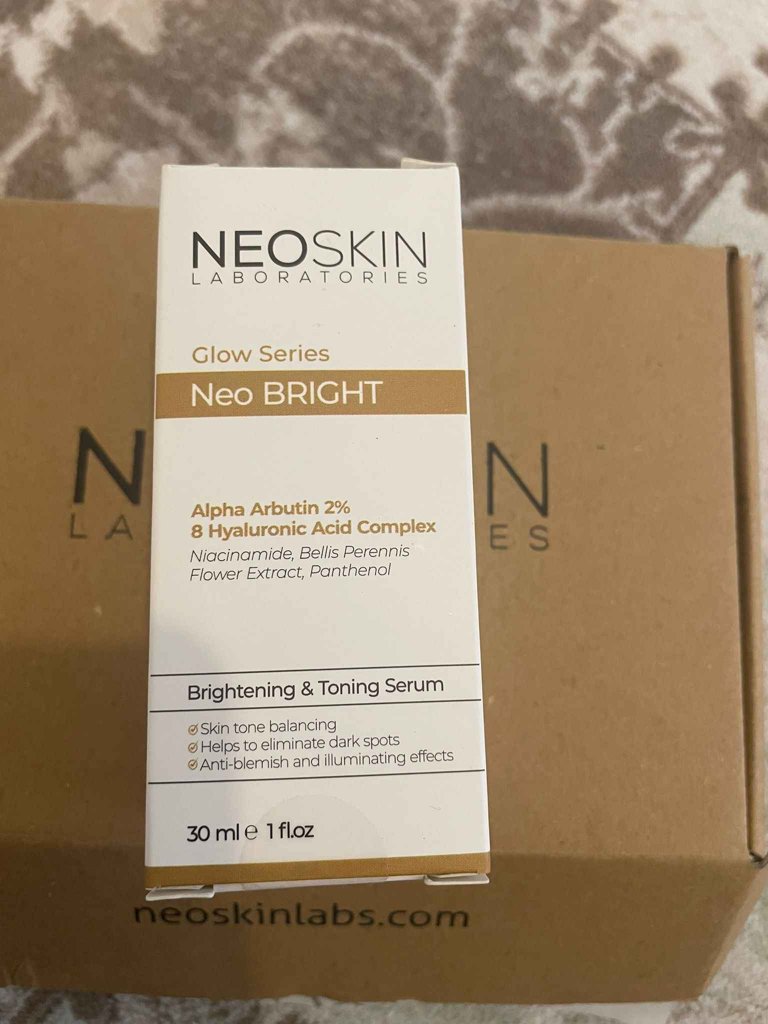 NEOSKIN
LABORATORIES
Glow Series
Neo BRIGHT
Alpha Arbutin 2%
8 Hyaluronic Acid Complex
Niacinamide, Bellis Perennis
Flower Extract, Panthenol
Brightening & Toning Serum
Skin tone balancing
Helps to eliminate dark spots
Anti-blemish and illuminating effects
30 ml e 1 fl.oz
N
N
LA
ES
neoskinlabs.com